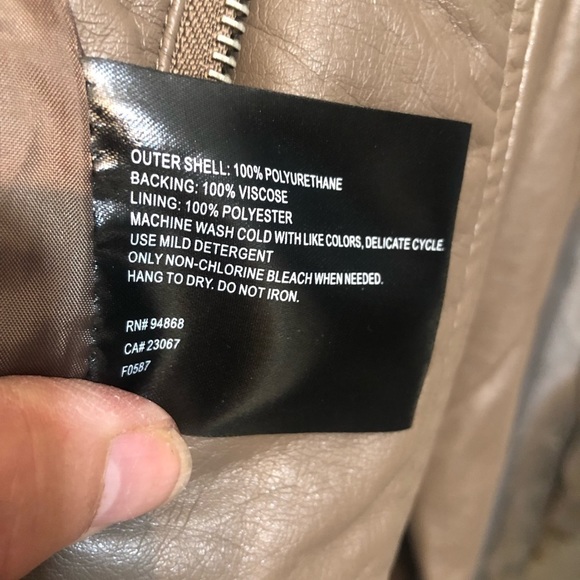 OUTER SHELL: 100% POLYURETHANE
BACKING: 100% VISCOSE
LINING: 100% POLYESTER
MACHINE WASH COLD WITH LIKE COLORS, DELICATE CYCLE.
USE MILD DETERGENT
ONLY NON-CHLORINE BLEACH WHEN NEEDED.
HANG TO DRY. DO NOT IRON.
RN# 94868
CA# 23067
F0587